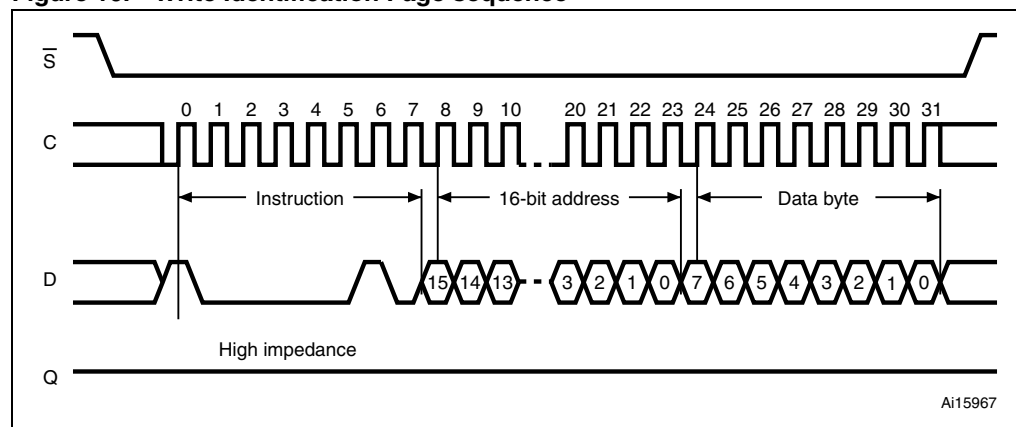 S
0 1 2 3 4 5 6 7 8 9 10 20 21 22 23 24 25 26 27 28 29 30 31
C
Instruction 16-bit address Data byte
D
15 14 13 3 2 1 0 7 6 5 4 3 2 1 0
High impedance
Q
Ai15967